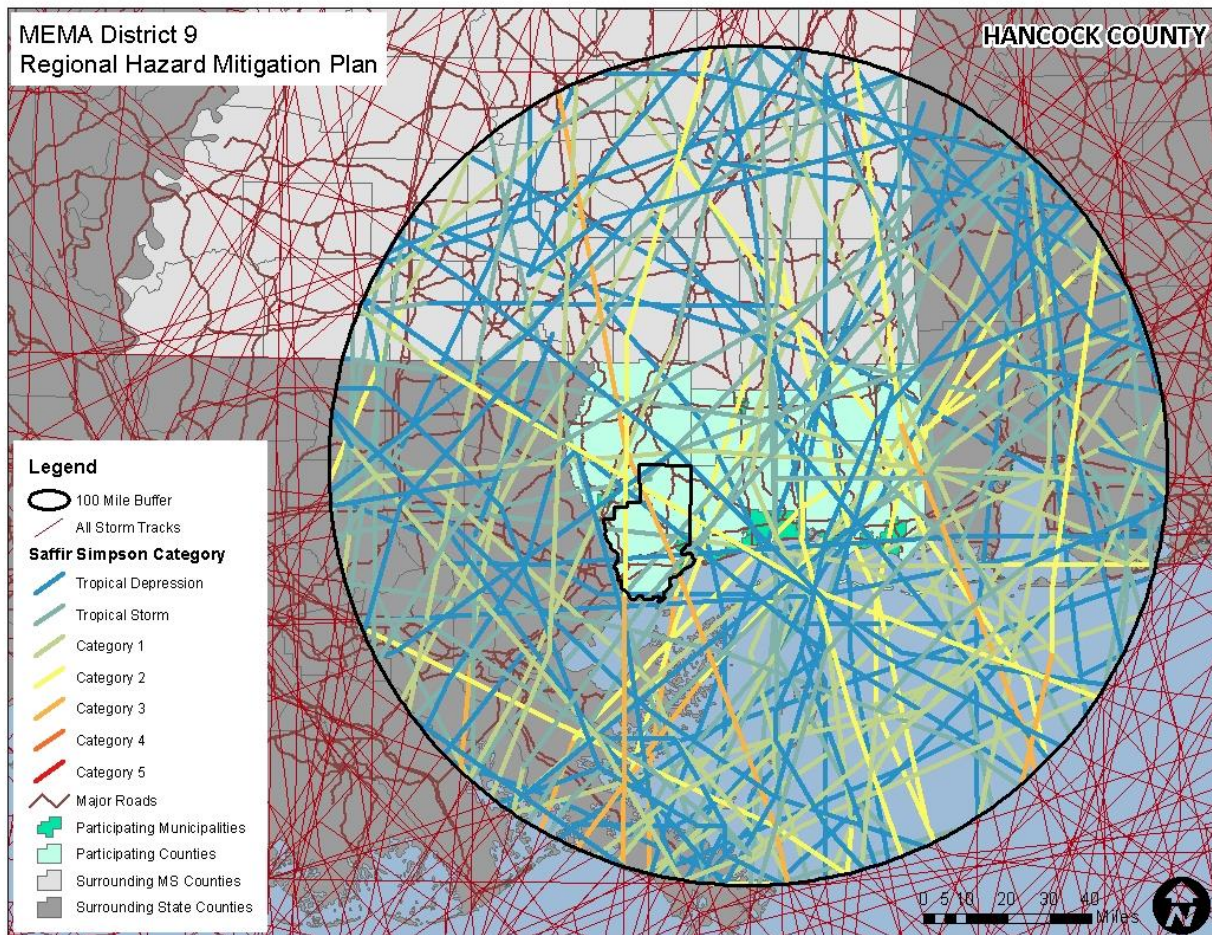 MEMA District 9
Regional Hazard Mitigation Plan
HANCOCK COUNTY
Legend
100 Mile Buffer
All Storm Tracks
Saffir Simpson Category
Tropical Depression
Tropical Storm
Category 1
Category 2
Category 3
Category 4
Category 5
Major Roads
Participating Municipalities
Participating Counties
Surrounding MS Counties
Surrounding State Counties
0 5 10 20 30 40
Miles
N